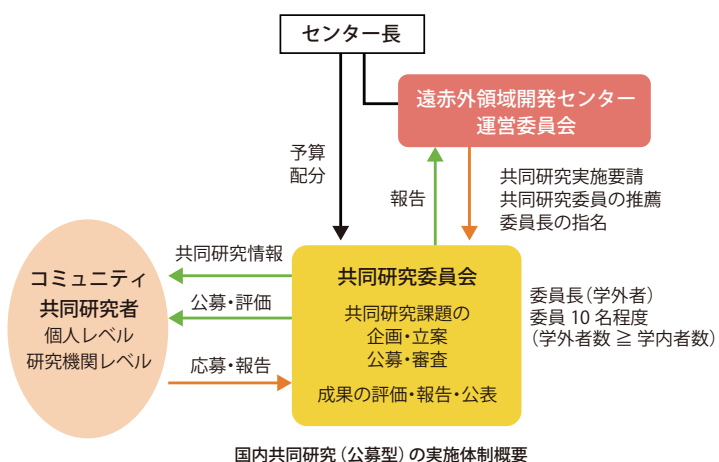 センター長
遠赤外領域開発センター
運営委員会
予算
配分
報告
共同研究実施要請
共同研究委員の推薦
委員長の指名
共同研究情報
公募・評価
応募・報告
コミュニティ
共同研究者
個人レベル
研究機関レベル
共同研究委員会
共同研究課題の
企画・立案
公募・審査
成果の評価・報告・公表
委員長(学外者)
委員 10 名程度
(学外者数 ≧ 学内者数)
国内共同研究(公募型)の実施体制概要